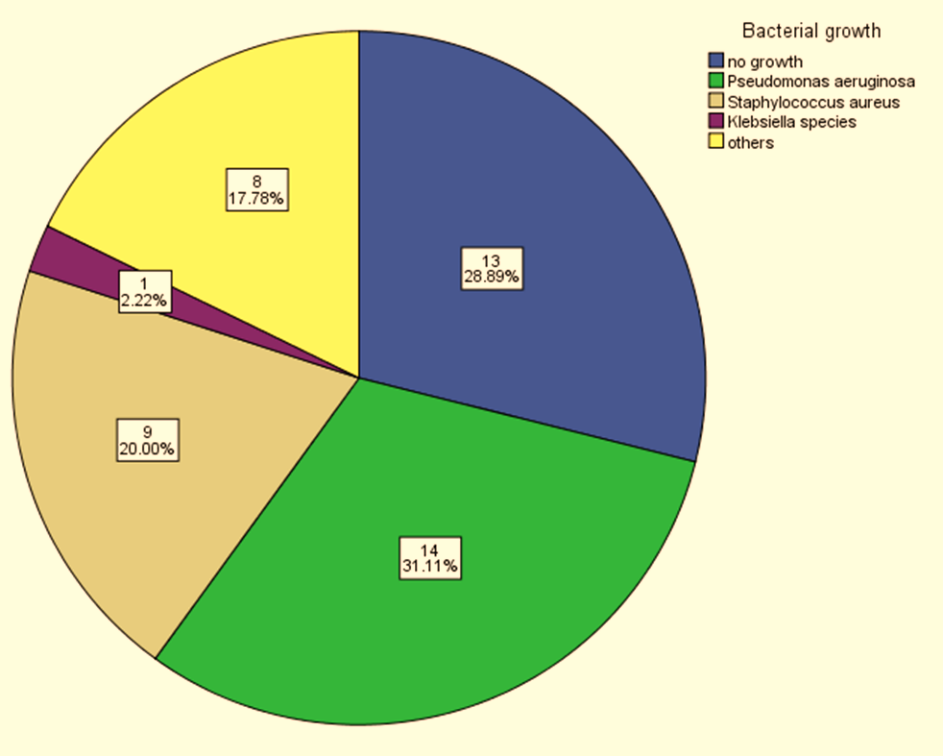 Bacterial growth
no growth
Pseudomonas aeruginosa
Staphylococcus aureus
Klebsiella species
others
8
17.78%
13
28.89%
1
2.22%
9
20.00%
14
31.11%